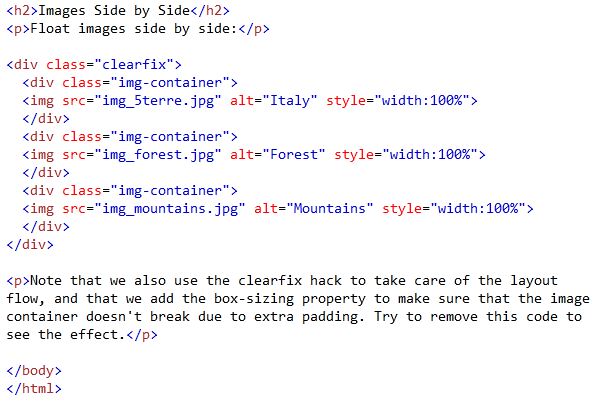 <h2>Images Side by Side</h2>
<p>Float images side by side:</p>

<div class="clearfix">
  <div class="img-container">
  <img src="img_5terre.jpg" alt="Italy" style="width:100%">
  </div>
  <div class="img-container">
  <img src="img_forest.jpg" alt="Forest" style="width:100%">
  </div>
  <div class="img-container">
  <img src="img_mountains.jpg" alt="Mountains" style="width:100%">
  </div>
</div>

<p>Note that we also use the clearfix hack to take care of the layout
flow, and that we add the box-sizing property to make sure that the image
container doesn't break due to extra padding. Try to remove this code to
see the effect.</p>

</body>
</html>